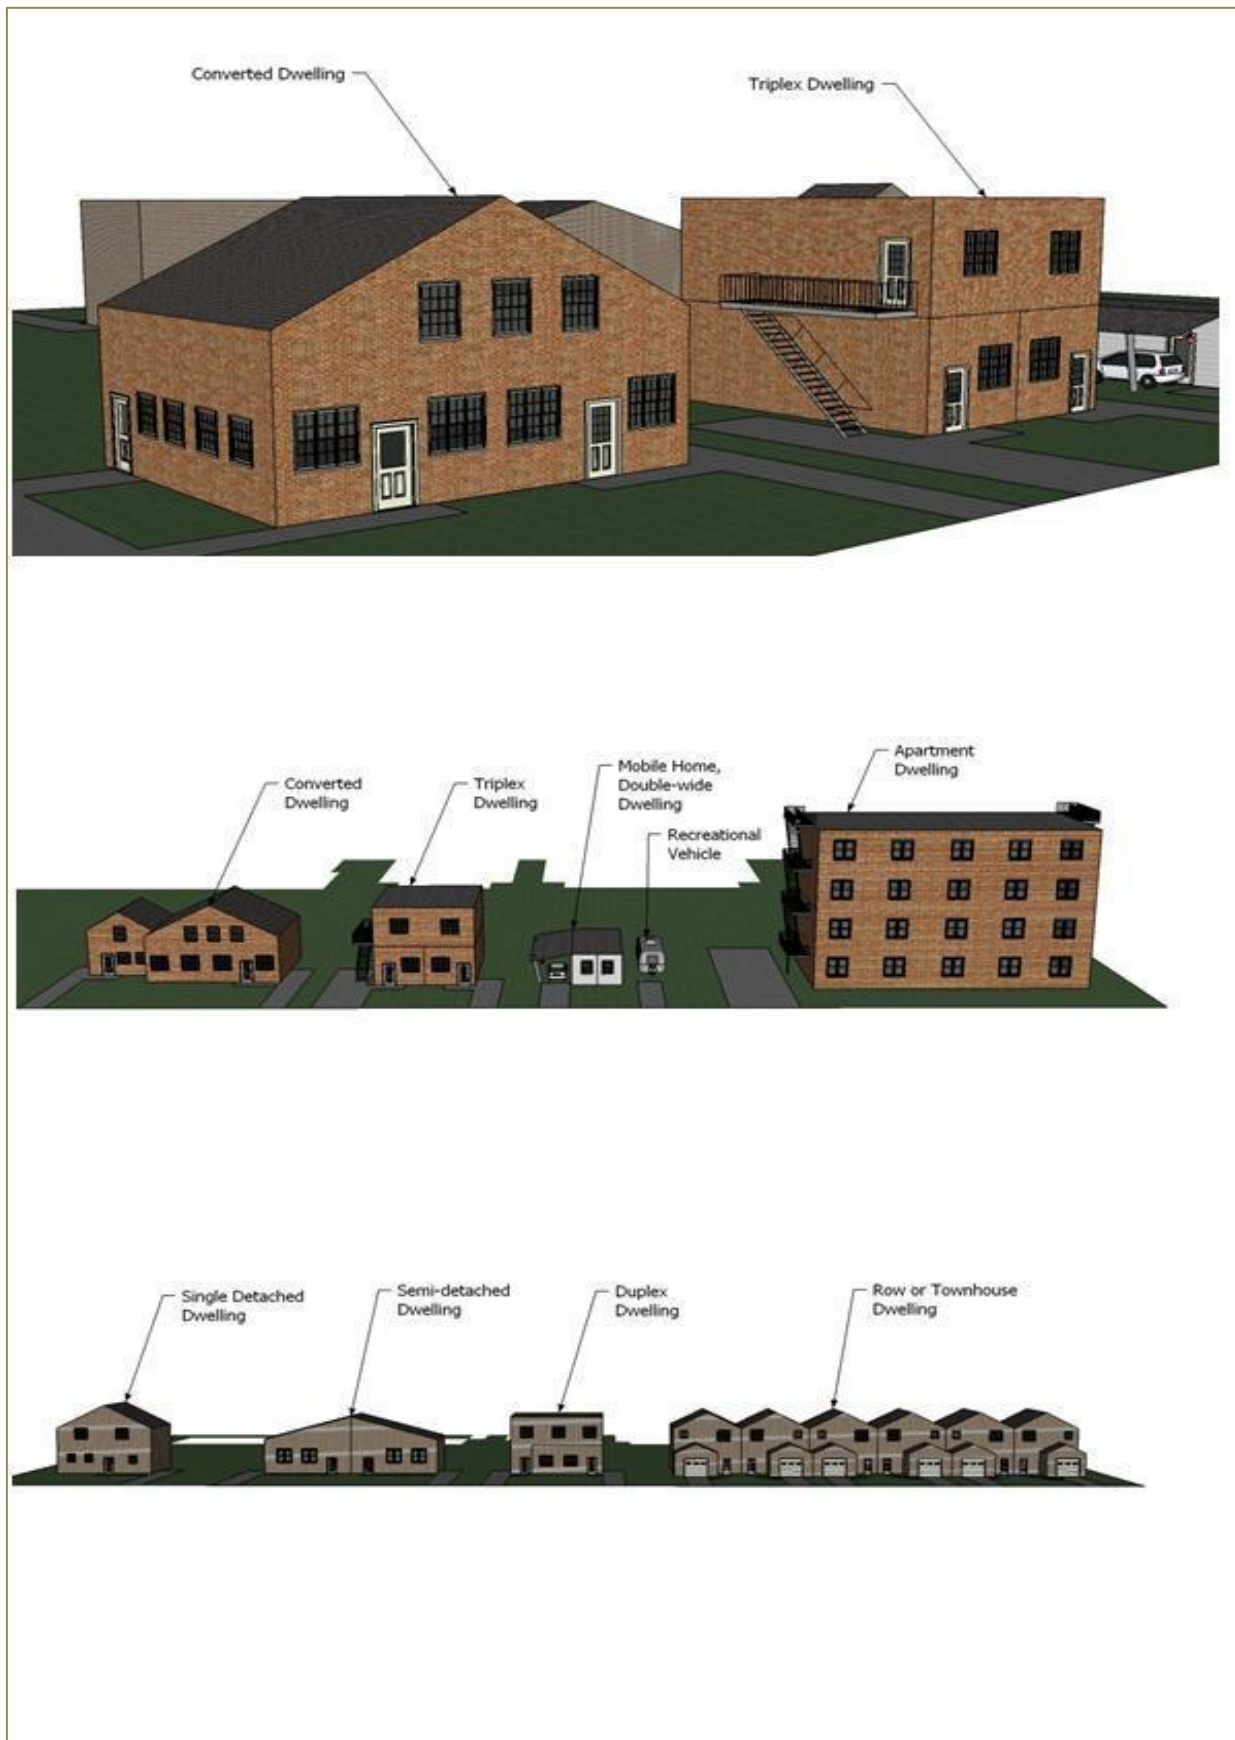 Converted Dwelling
Triplex Dwelling
Converted
Dwelling
Triplex
Dwelling
Mobile Home,
Double-wide
Dwelling
Recreational
Vehicle
Apartment
Dwelling
Single Detached
Dwelling
Semi-detached
Dwelling
Duplex
Dwelling
Row or Townhouse
Dwelling